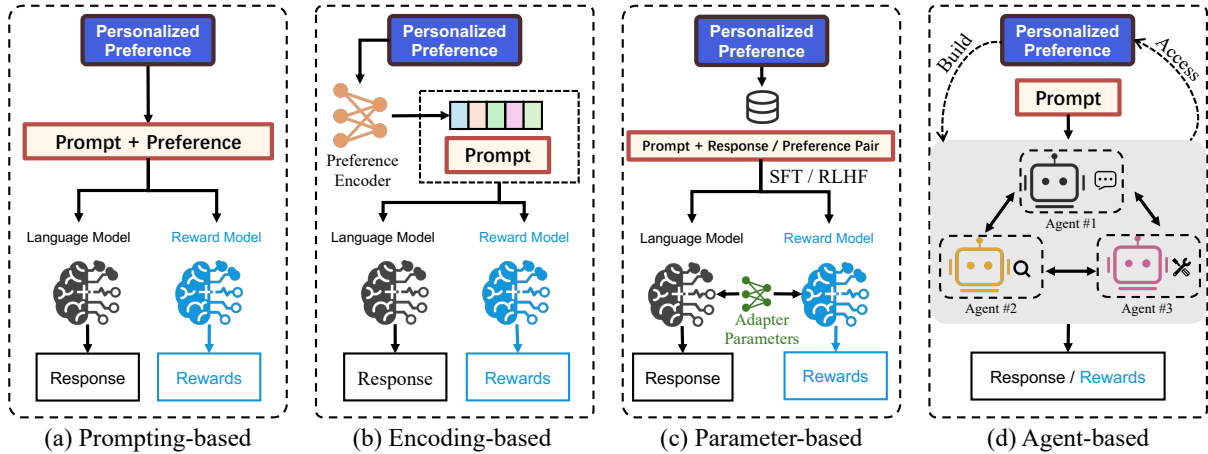 Personalized
Preference
Prompt + Preference
Language Model
Reward Model
Response
Rewards
(a) Prompting-based
Personalized
Preference
Preference
Encoder
Prompt
Language Model
Reward Model
Response
Rewards
(b) Encoding-based
Personalized
Preference
Prompt + Response / Preference Pair
SFT / RLHF
Language Model
Reward Model
Adapter
Parameters
Response
Rewards
(c) Parameter-based
Personalized
Preference
Build
Access
Prompt
Agent #1
Agent #2
Agent #3
Response / Rewards
(d) Agent-based